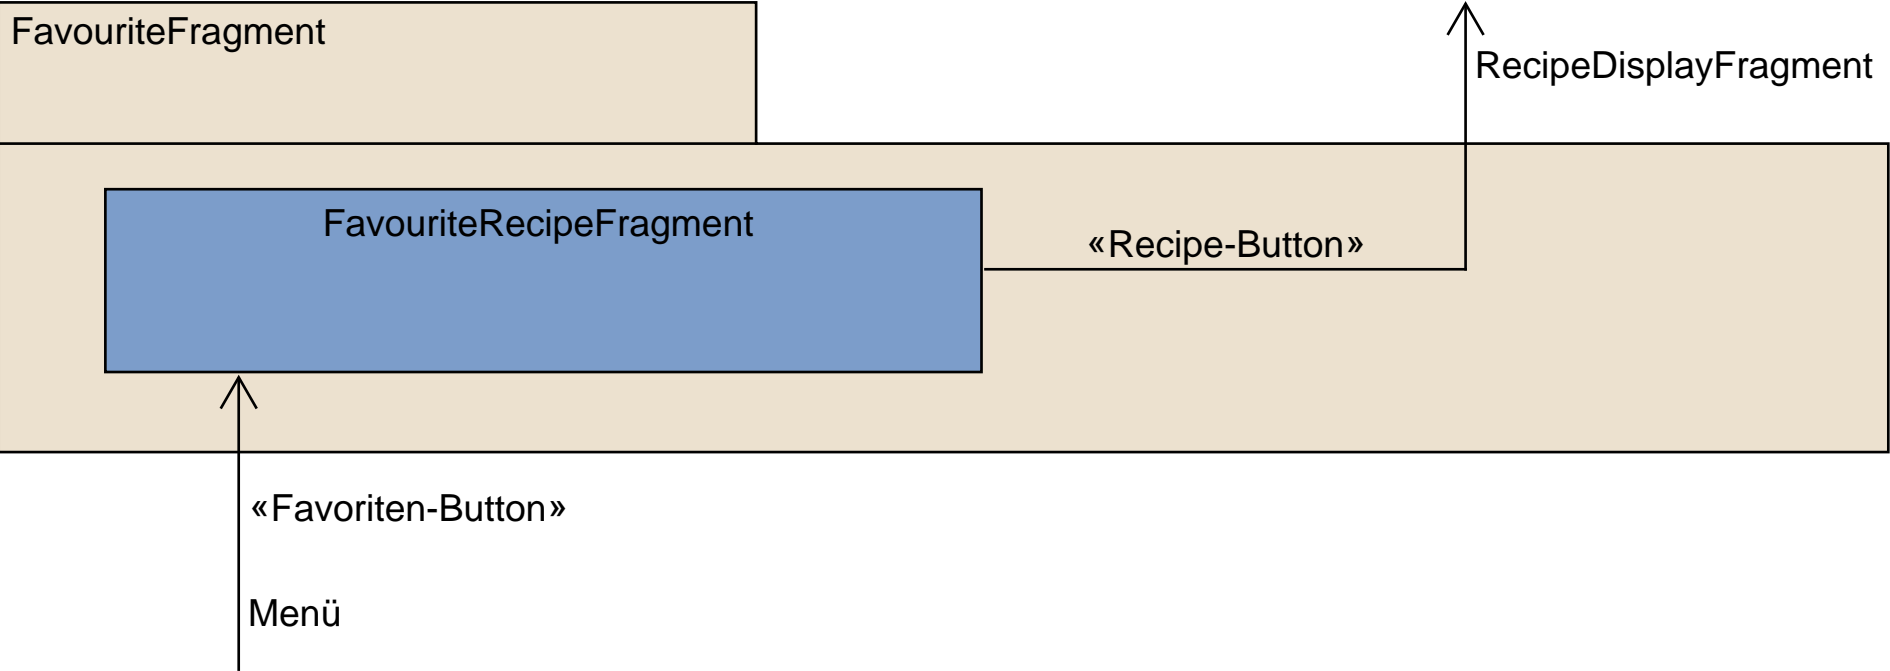 FavouriteFragment
RecipeDisplayFragment
FavouriteRecipeFragment
«Recipe-Button»
«Favoriten-Button»
Menü